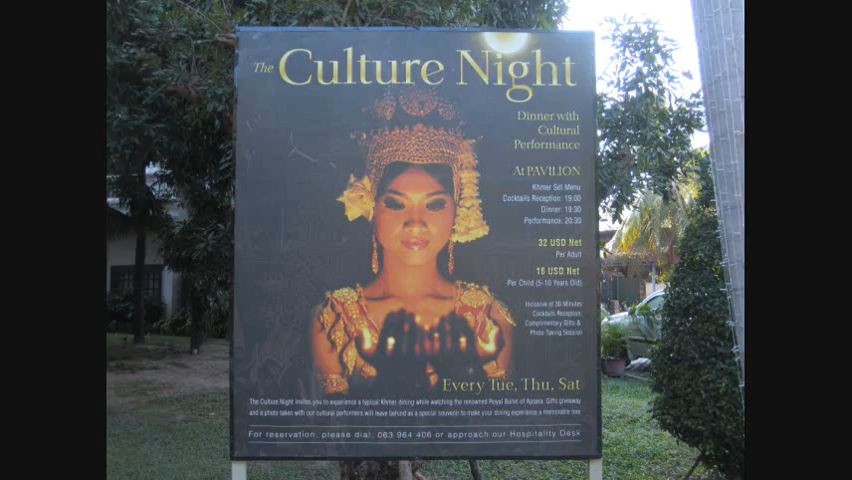 The Culture Night
Dinner with
Cultural
Performance
At PAVILION
Khmer Set Menu
Cocktails Reception: 19:00
Dinner: 19:30
Performance: 20:30
32 USD Net
Per Adult
16 USD Net
Per Child (5-10 Years Old)
Inclusive of 30 Minutes
Cocktails Reception,
Complimentary Gifts &
Photo Taking Session
Every Tue, Thu, Sat
The Culture Night invites you to experience a typical Khmer dining while watching the renowned Royal Ballet of Apsara. Gifts giveaway
and a photo taken with our cultural performers will leave behind as a special souvenir to make your dining experience a memorable one
For reservation, please dial: 063 964 406 or approach our Hospitality Desk